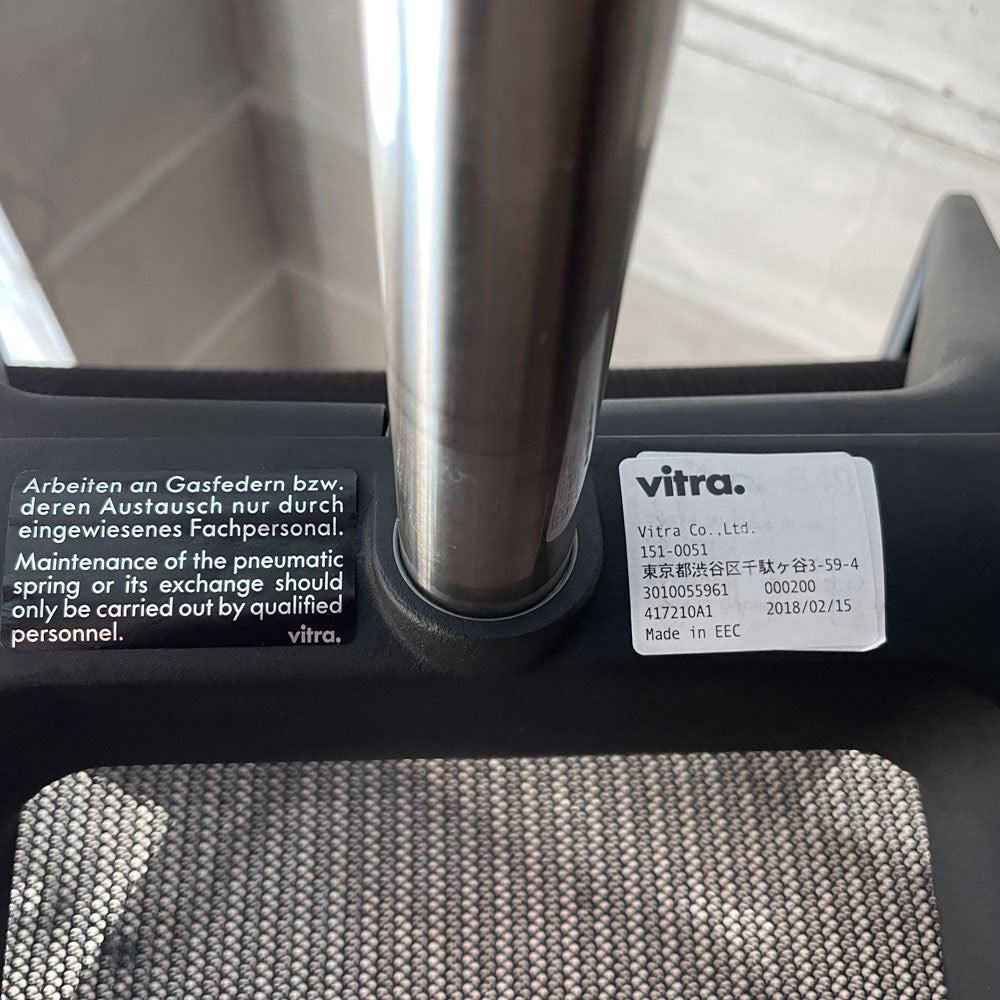 Arbeiten an Gasfedern bzw.
deren Austausch nur durch
eingewiesenes Fachpersonal.
Maintenance of the pneumatic
spring or its exchange should
only be carried out by qualified
personnel. vitra.
vitra.
Vitra Co.,Ltd.
151-0051
東京都渋谷区千駄ヶ谷3-59-4
3010055961 000200
417210A1 2018/02/15
Made in EEC